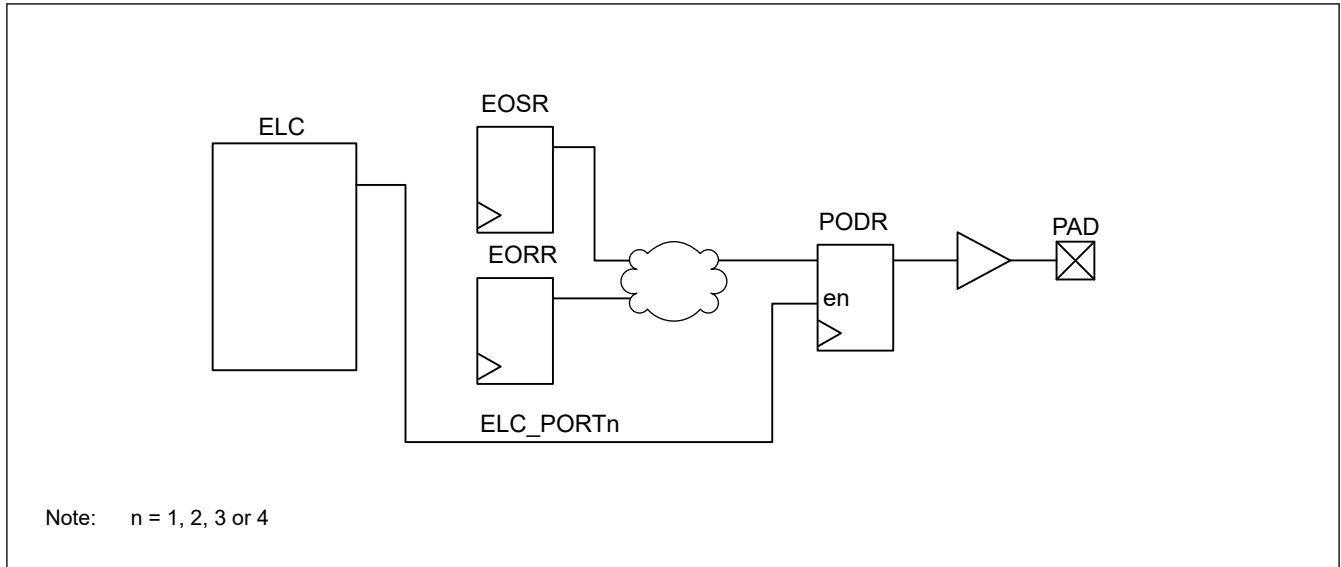 EOSR
ELC
PODR
PAD
EORR
en
ELC_PORTn
Note: n = 1, 2, 3 or 4